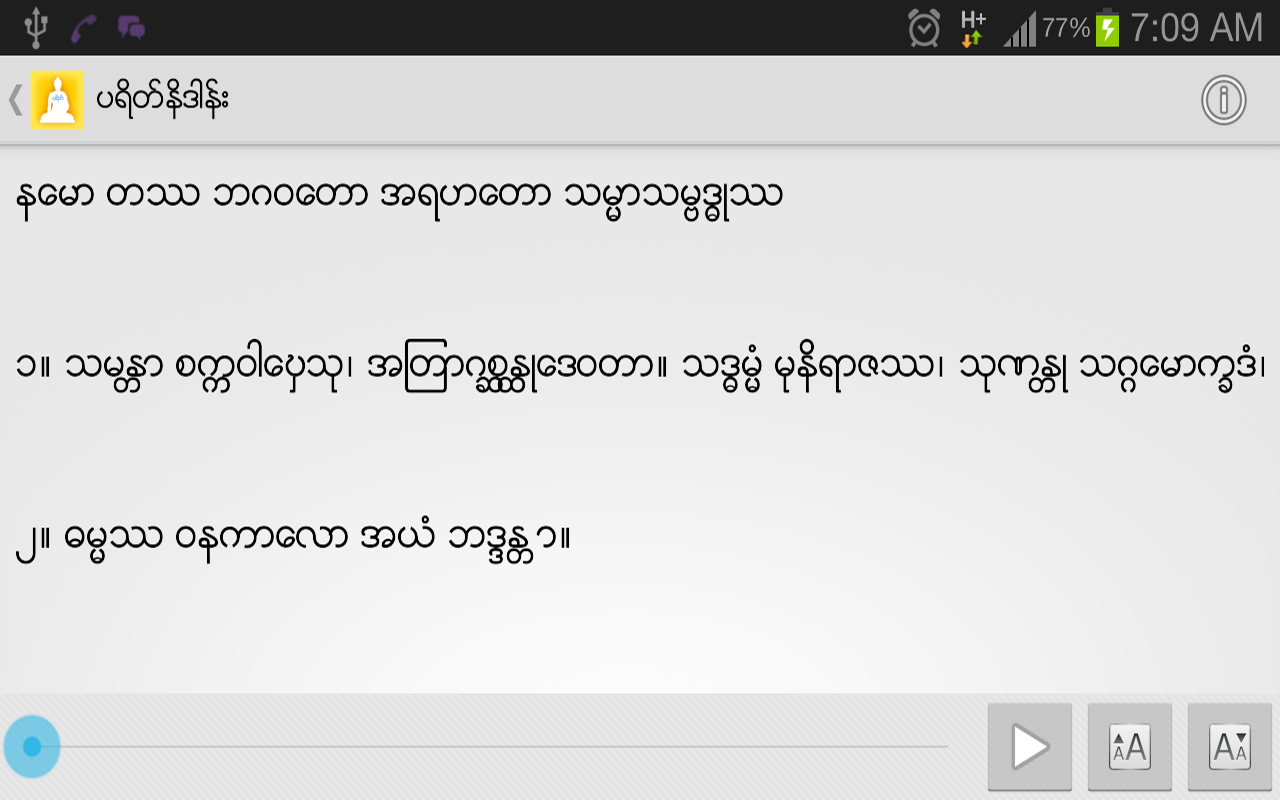 77% 7:09 AM
ပရိတ်နိဒါန်း
နမော တဿ ဘဂဝတော အရဟတော သမ္မာသမ္ဗဒ္ဓုဿ
၁။ သမန္တာ စက္ကဝါဠေသု၊ အတြာဂစ္ဆန္တုဒေဝတာ။ သဒ္ဓမ္မံ မုနိရာဇဿ၊ သုဏန္တု သဂ္ဂမောက္ခဒံ၊
၂။ ဓမ္မဿ ဝနကာလော အယံ ဘဒ္ဒန္တာ။